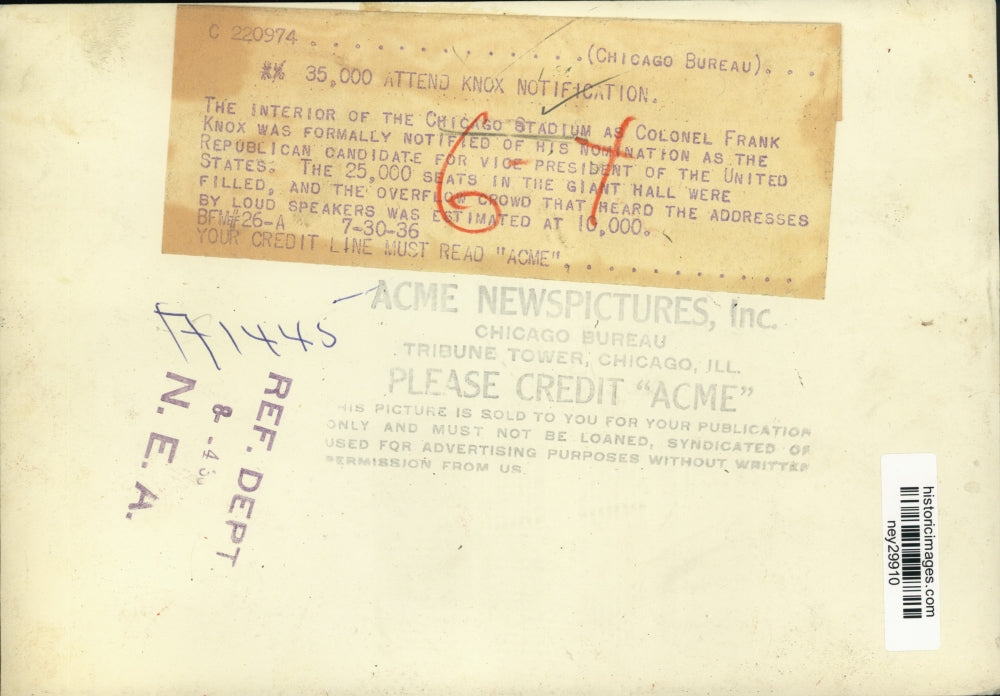 C 220974 . . . . . . . . . . . . . (CHICAGO BUREAU). . .
** 35,000 ATTEND KNOX NOTIFICATION.
THE INTERIOR OF THE CHICAGO STADIUM AS COLONEL FRANK
KNOX WAS FORMALLY NOTIFIED OF HIS NOMINATION AS THE
REPUBLICAN CANDIDATE FOR VICE-PRESIDENT OF THE UNITED
STATES. THE 25,000 SEATS IN THE GIANT HALL WERE
FILLED, AND THE OVERFLOW CROWD THAT HEARD THE ADDRESSES
BY LOUD SPEAKERS WAS ESTIMATED AT 10,000.
BFM#26-A 7-30-36
YOUR CREDIT LINE MUST READ "ACME". . . . . . . . . . . . .
6-7
ACME NEWSPICTURES, Inc.
CHICAGO BUREAU
TRIBUNE TOWER, CHICAGO, ILL.
PLEASE CREDIT "ACME"
HIS PICTURE IS SOLD TO YOU FOR YOUR PUBLICATION
ONLY AND MUST NOT BE LOANED, SYNDICATED OR
USED FOR ADVERTISING PURPOSES WITHOUT WRITTEN
PERMISSION FROM US
1445
REF. DEPT
N. E. A.
historicimages.com
ney29910